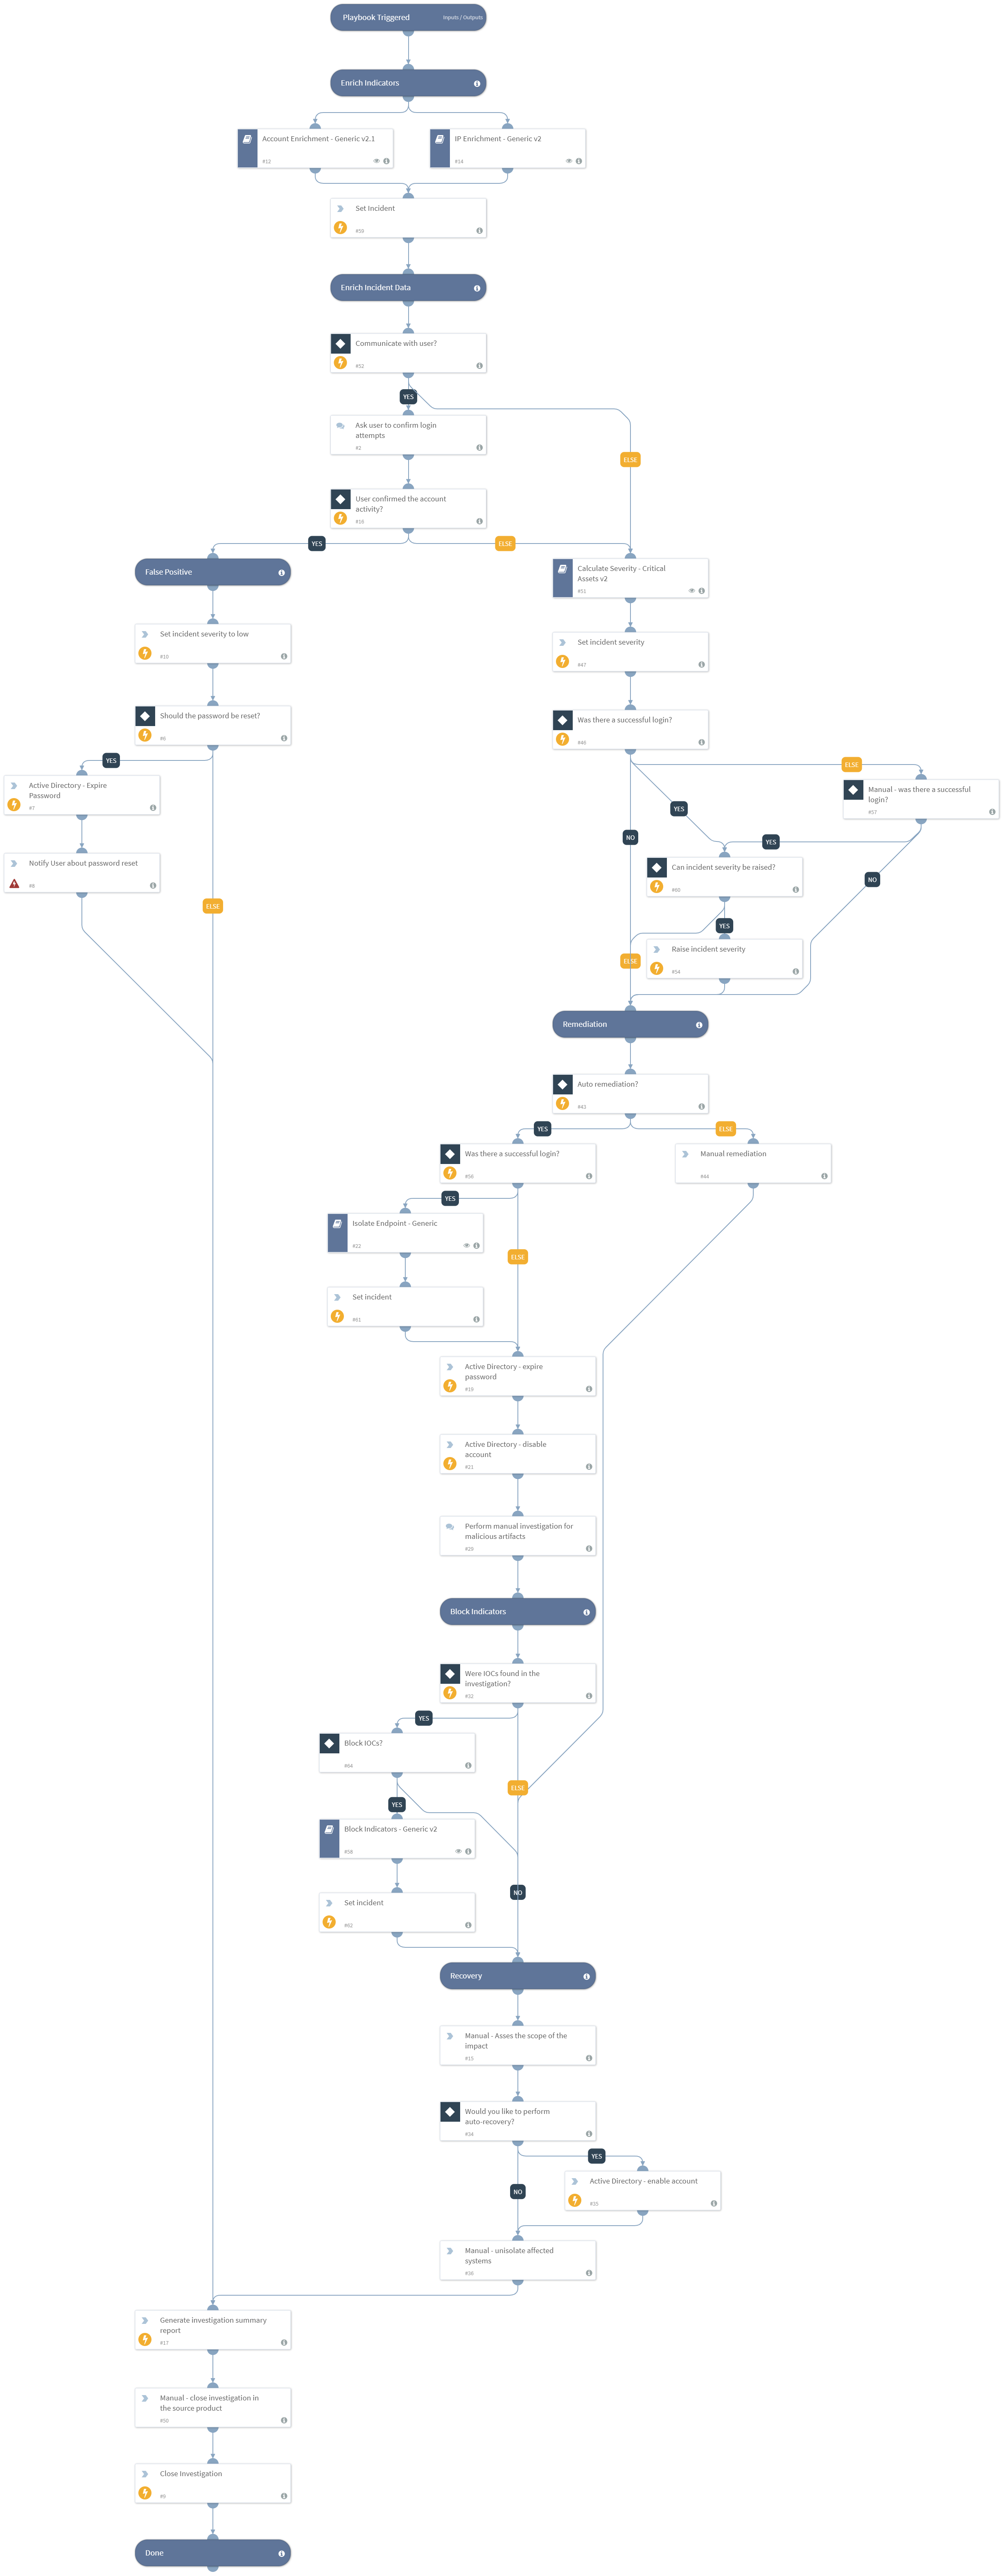 Playbook Triggered
Inputs / Outputs
Enrich Indicators
Account Enrichment - Generic v2.1
#12
IP Enrichment - Generic v2
#14
Set Incident
#59
Enrich Incident Data
Communicate with user?
#52
YES
Ask user to confirm login
attempts
#2
ELSE
User confirmed the account
activity?
YES
ELSE
False Positive
Calculate Severity - Critical
Assets v2
#51
Set incident severity to low
#10
Set incident severity
#47
Should the password be reset?
#6
Was there a successful login?
YES
ELSE
Active Directory - Expire
Password
#7
Manual - was there a successful
login?
#57
YES
NO
YES
Notify User about password reset
Can incident severity be raised?
#60
NO
ELSE
YES
Raise incident severity
#54
ELSE
Remediation
Auto remediation?
#43
YES
ELSE
Was there a successful login?
#56
Manual remediation
#44
YES
Isolate Endpoint - Generic
#22
ELSE
Set incident
#61
Active Directory - expire
password
#19
Active Directory - disable
account
#21
Perform manual investigation for
malicious artifacts
Block Indicators
Were IOCs found in the
investigation?
#32
YES
Block IOCs?
#64
ELSE
YES
Block Indicators - Generic v2
#38
NO
Set incident
#62
Recovery
Manual - Asses the scope of the
impact
#15
Would you like to perform
auto-recovery?
#34
YES
Active Directory - enable account
NO
Manual - unisolate affected
systems
#36
Generate investigation summary
report
#17
Manual - close investigation in
the source product
#50
Close Investigation
#9
Done